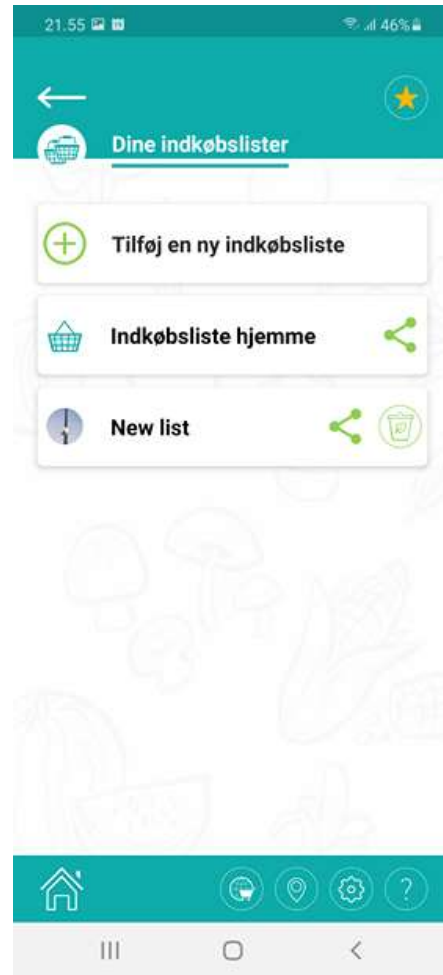 21.55 46%
Dine indkøbslister
Tilføj en ny indkøbsliste
Indkøbsliste hjemme
New list
?